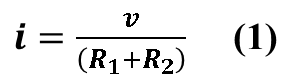 i = v / (R₁+R₂) (1)